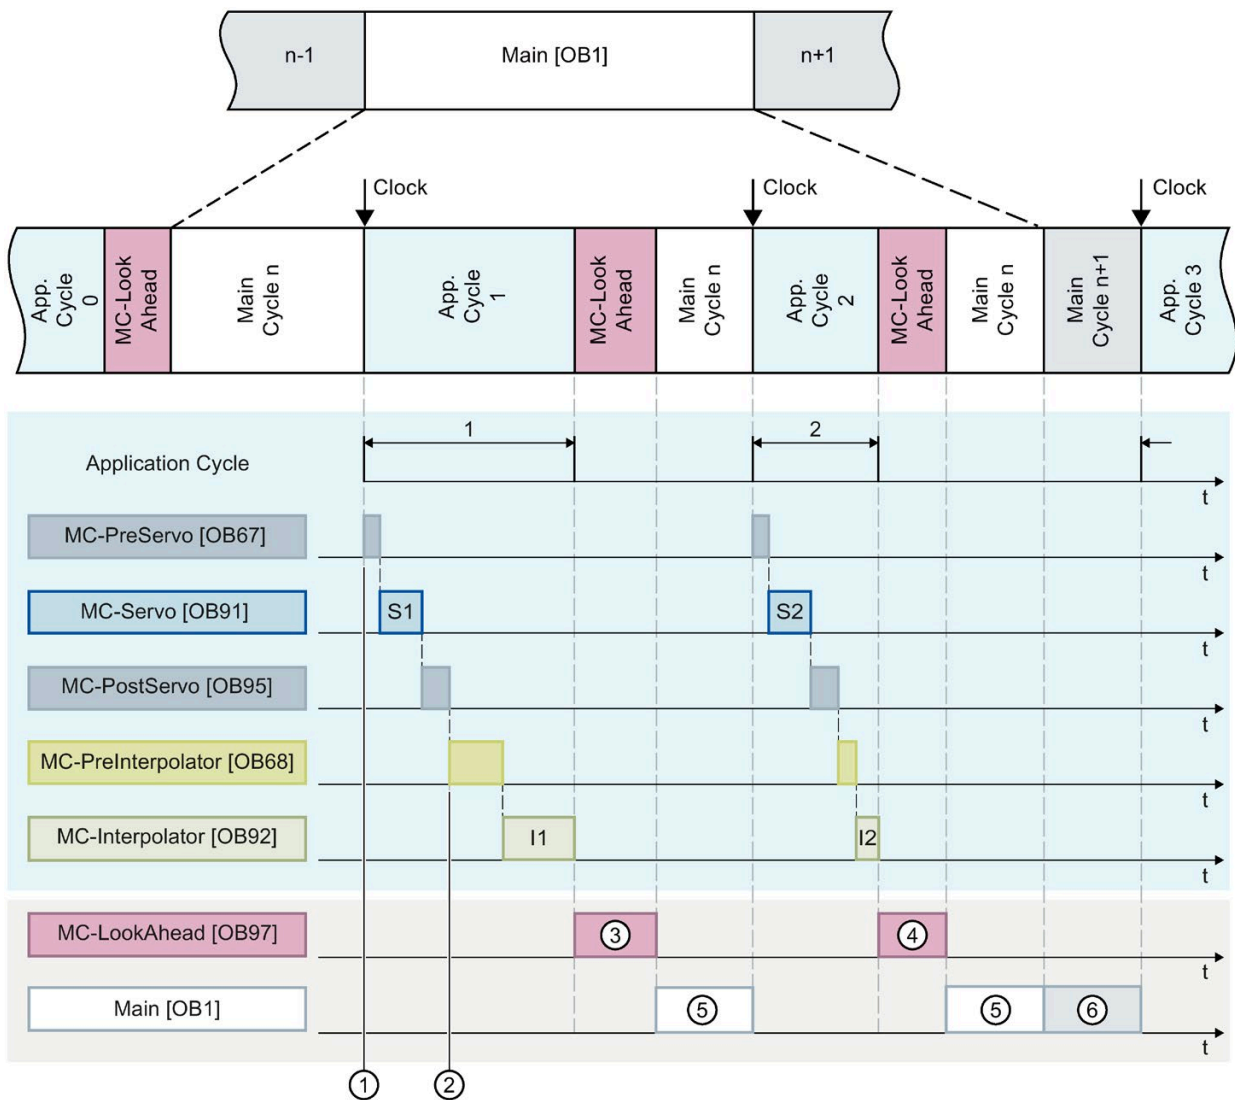 n-1
Main [OB1]
n+1
Clock
Clock
Clock
App.
Cycle
0
MC-Look
Ahead
Main
Cycle n
App.
Cycle
1
MC-Look
Ahead
Main
Cycle n
App.
Cycle
2
MC-Look
Ahead
Main
Cycle n
Main
Cycle n+1
App.
Cycle 3
Application Cycle
1
2
t
MC-PreServo [OB67]
t
MC-Servo [OB91]
S1
S2
t
MC-PostServo [OB95]
t
MC-PreInterpolator [OB68]
t
MC-Interpolator [OB92]
I1
I2
t
MC-LookAhead [OB97]
3
4
t
Main [OB1]
5
5
6
t
1
2